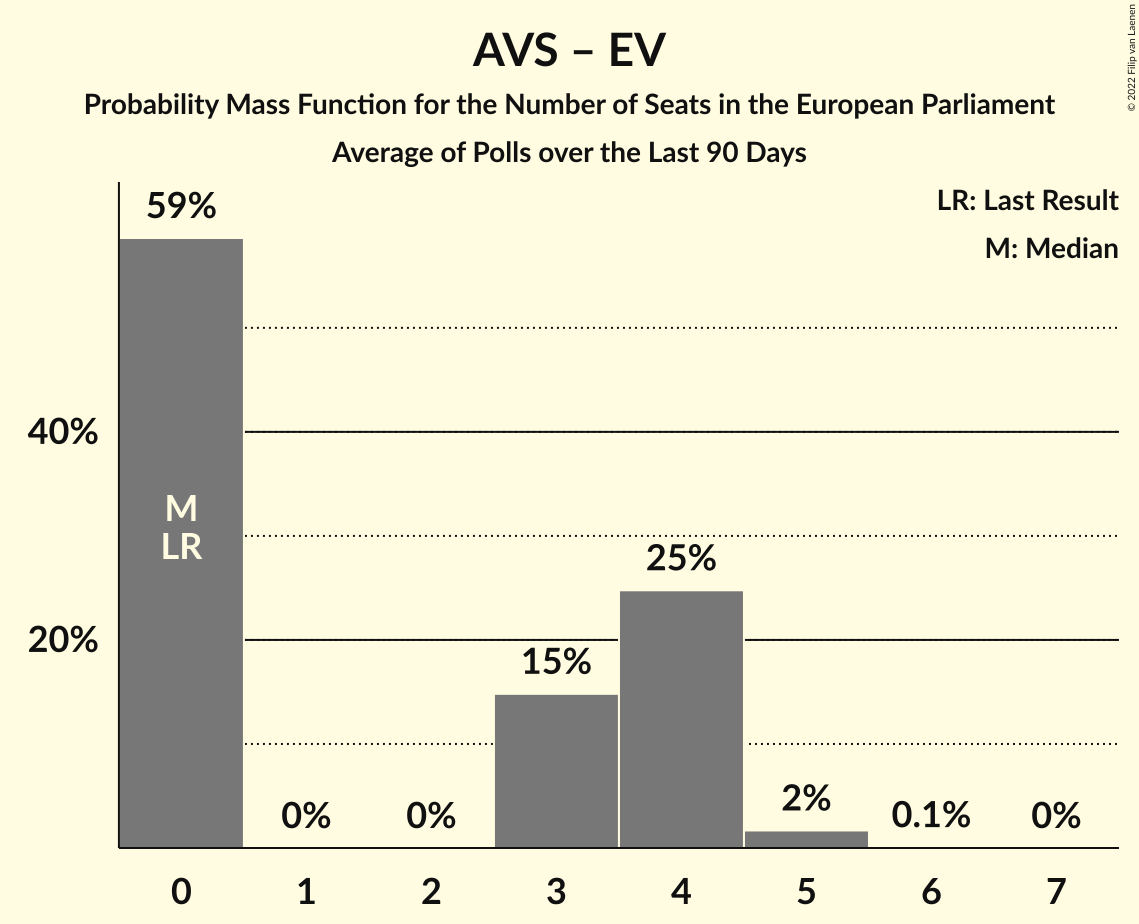 AVS – EV
Probability Mass Function for the Number of Seats in the European Parliament
Average of Polls over the Last 90 Days
© 2022 Filip van Laenen
LR: Last Result
M: Median
59%
40%
M
LR
25%
20%
15%
0%
0%
2%
0.1%
0%
0 1 2 3 4 5 6 7